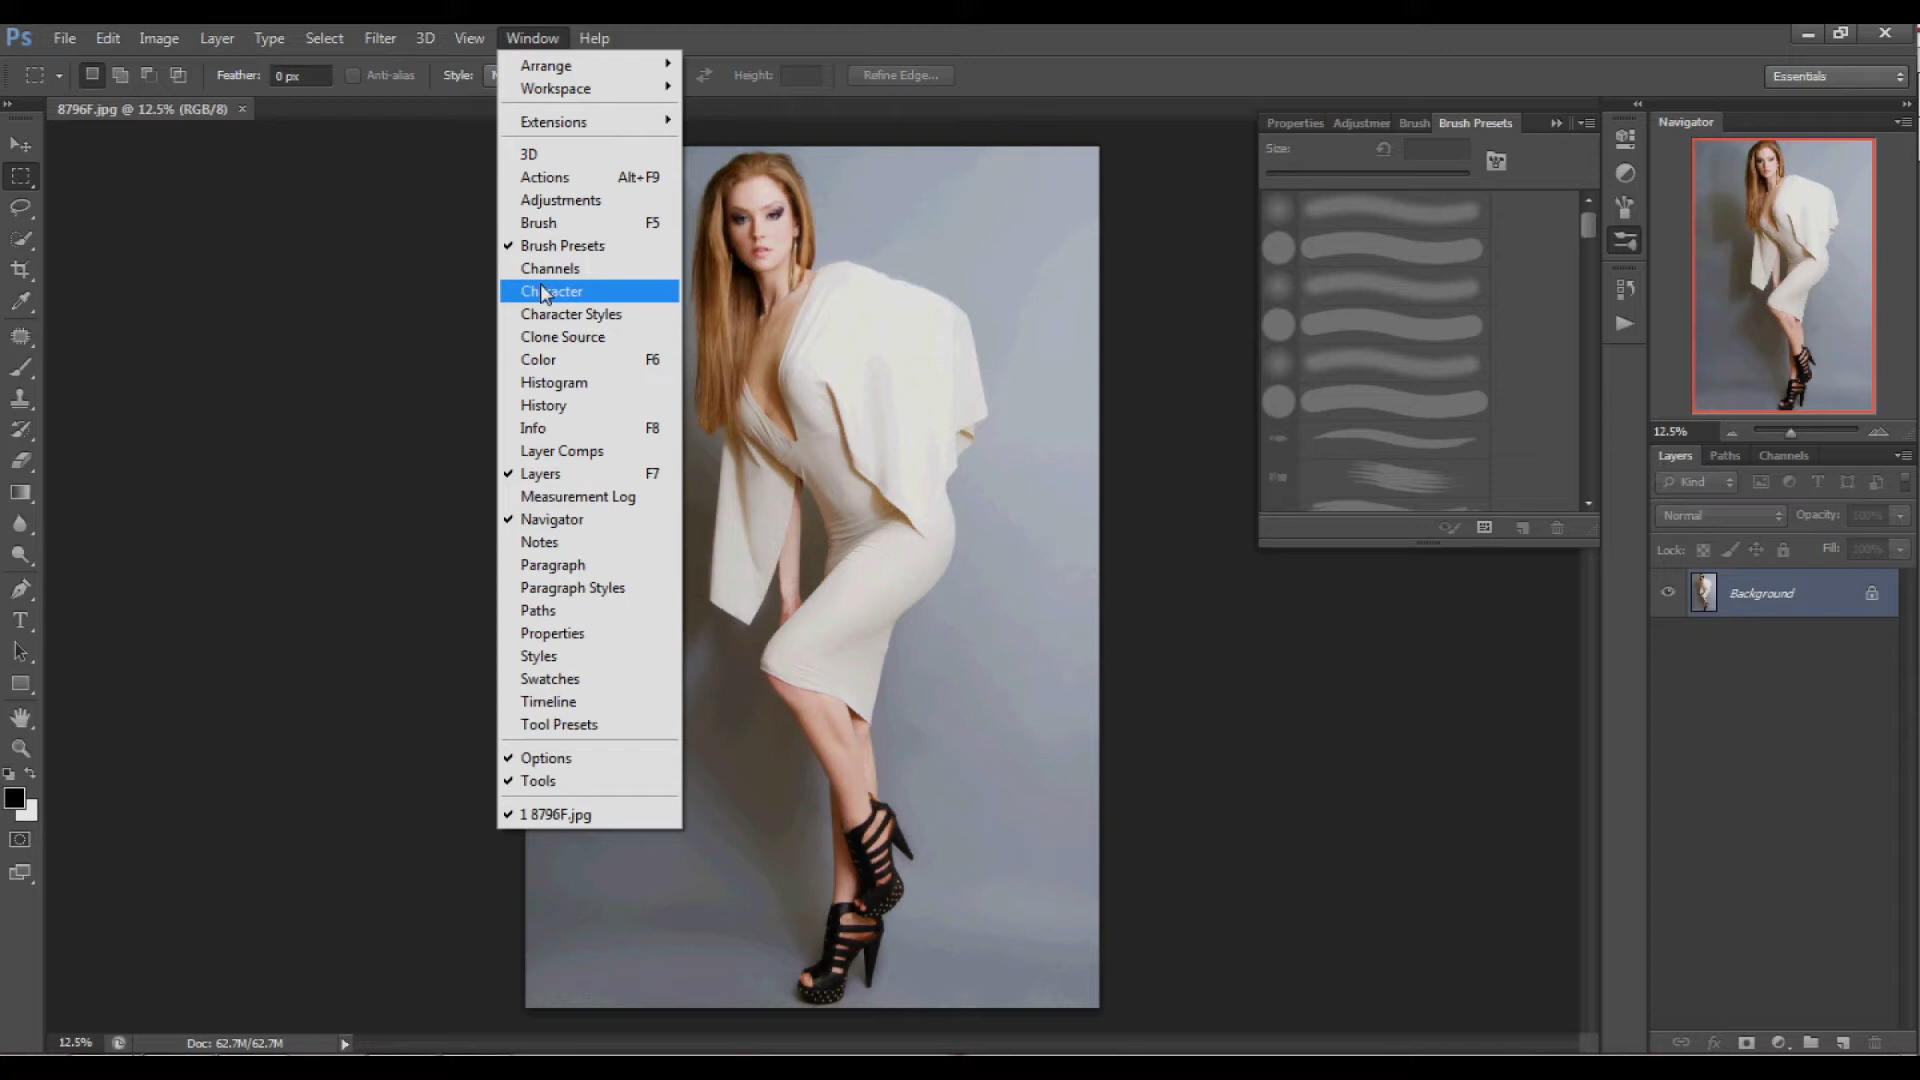 Ps File Edit Image Layer Type Select Filter 3D View Window Help
Feather: 0 px Anti-alias Style: Height: Refine Edge... Essentials
8796F.jpg @ 12.5% (RGB/8) ×
Arrange
Workspace
Extensions
3D
Actions Alt+F9
Adjustments
Brush F5
Brush Presets
Channels
Character
Character Styles
Clone Source
Color F6
Histogram
History
Info F8
Layer Comps
Layers F7
Measurement Log
Navigator
Notes
Paragraph
Paragraph Styles
Paths
Properties
Styles
Swatches
Timeline
Tool Presets
Options
Tools
1 8796F.jpg
Properties Adjustmer Brush Brush Presets
Size:
Navigator
12.5%
Layers Paths Channels
Kind
Normal Opacity: 100%
Lock: Fill: 100%
Background
12.5% Doc: 62.7M/62.7M